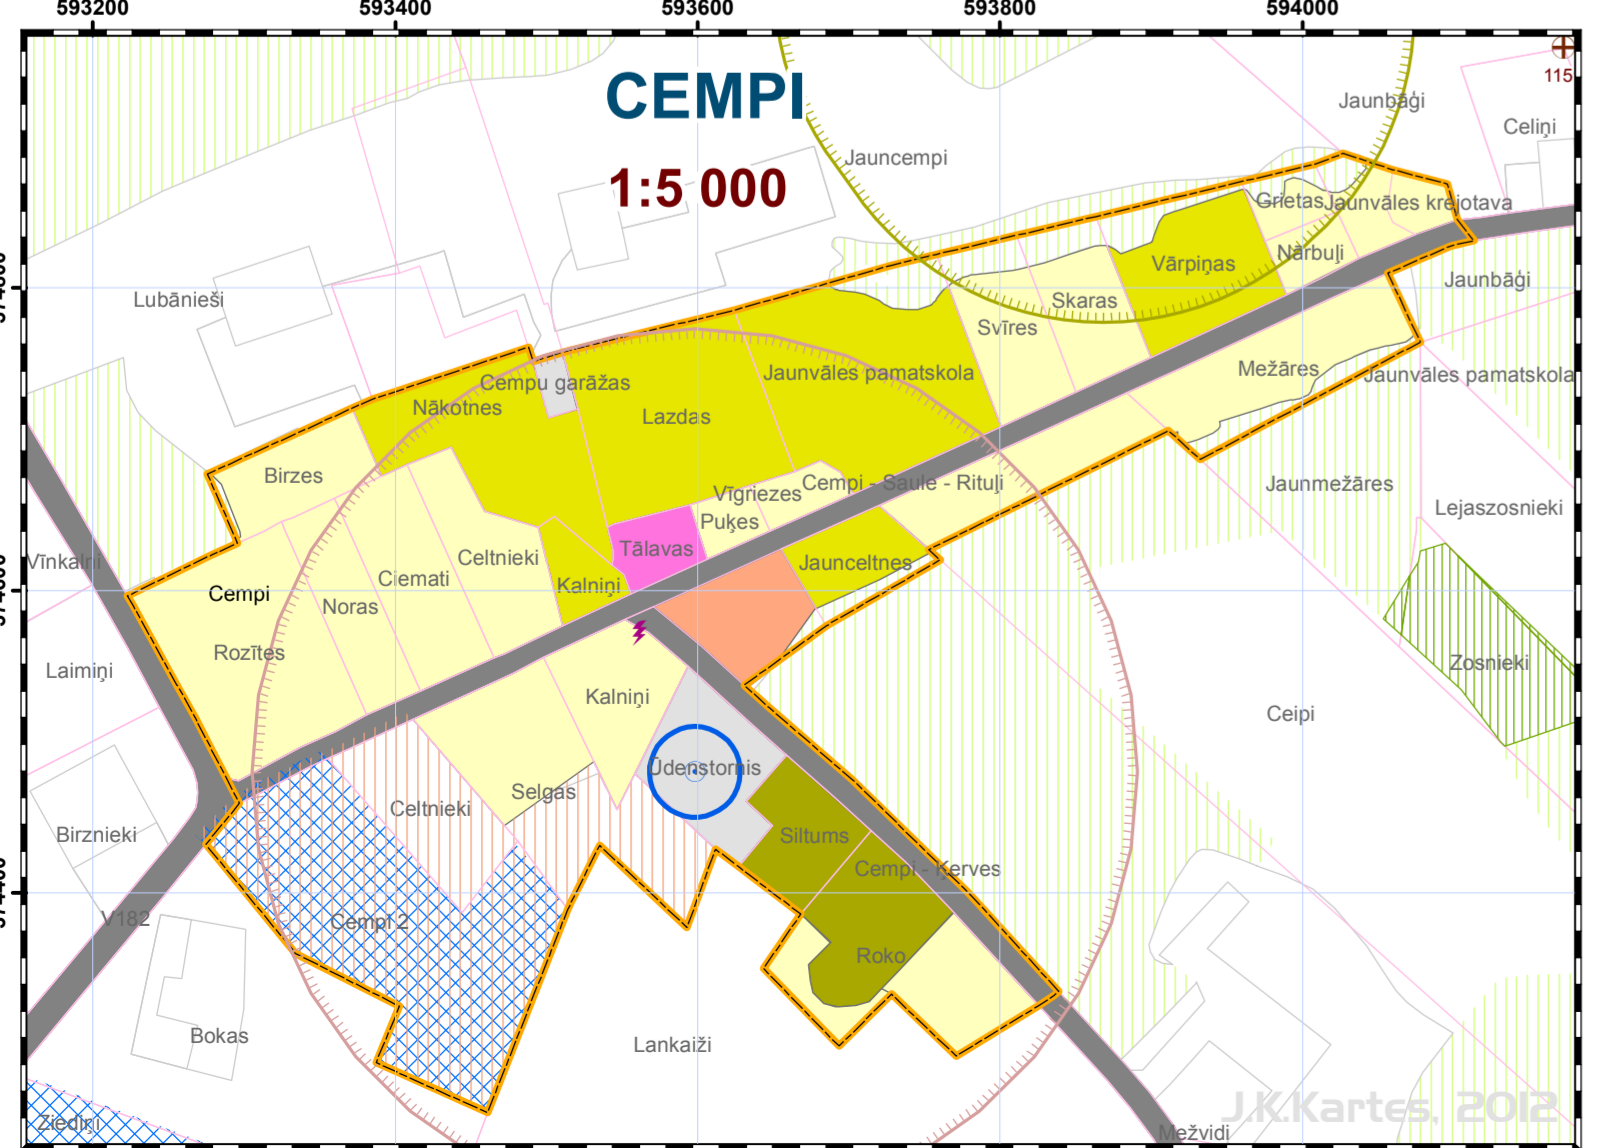 593200 593400 593600 593800 594000
CEMPI
1:5 000
115
Jaunbāģi
Celiņi
Jauncempi
Grietas
Jaunvāles krejotava
Nārbuļi
Vārpiņas
Jaunbāģi
Lubānieši
Skaras
Svīres
Mežāres
Jaunvāles pamatskola
Jaunvāles pamatskola
Cempu garāžas
Nākotnes
Lazdas
Birzes
Cempi - Saule - Rituļi
Jaunmežāres
Vīgriezes
Lejaszosnieki
Puķes
Tālavas
Celtnieki
Vīnkalni
Jaunceltnes
Ciemati
Kalniņi
Cempi
Noras
Rozītes
Laimiņi
Zosnieki
Kalniņi
Ceipi
Ūdenstornis
Selgas
Celtnieki
Birznieki
Siltums
Cempi - Ķerves
V182
Cempi 2
Roko
Bokas
Lankaiži
J.K.Kartes, 2012
Ziediņi
Mežvidi